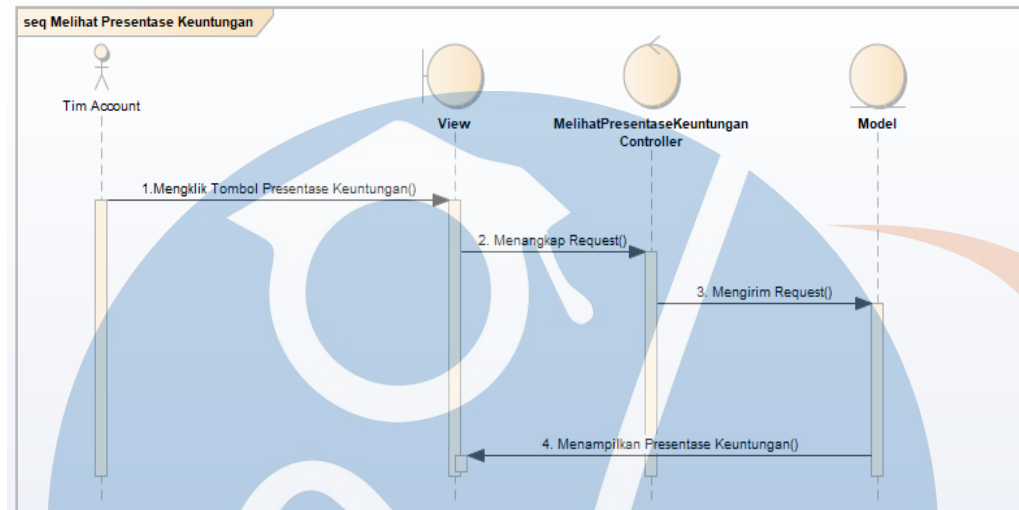 seq Melihat Presentase Keuntungan
Tim Account
View
MelihatPresentaseKeuntungan
Controller
Model
1.Mengklik Tombol Presentase Keuntungan()
2. Menangkap Request()
3. Mengirim Request()
4. Menampilkan Presentase Keuntungan()